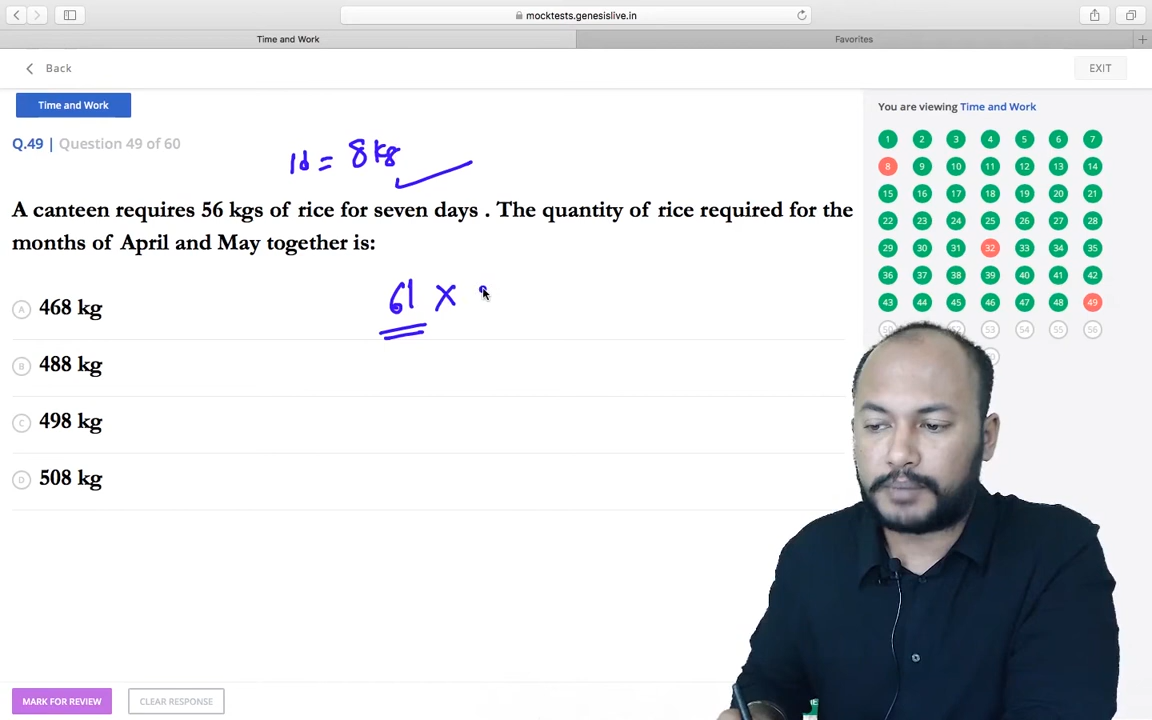 mocktests.genesislive.in
Time and Work
Favorites
Back
EXIT
Time and Work
You are viewing Time and Work
Q.49 | Question 49 of 60
1 2 3 4 5 6 7
8 9 10 11 12 13 14
15 16 17 18 19 20 21
22 23 24 25 26 27 28
29 30 31 32 33 34 35
36 37 38 39 40 41 42
43 44 45 46 47 48 49
53 54 55 56
1d = 8kg
A canteen requires 56 kgs of rice for seven days . The quantity of rice required for the
months of April and May together is:
61 ×
A 468 kg
B 488 kg
C 498 kg
D 508 kg
MARK FOR REVIEW
CLEAR RESPONSE